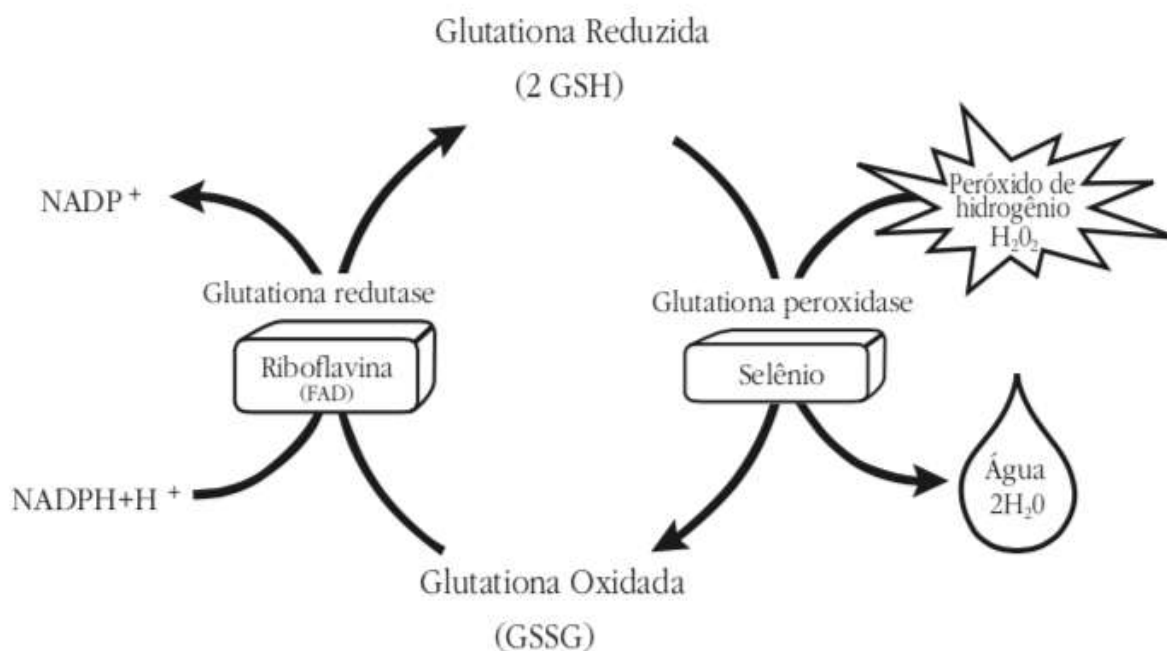 Glutationa Reduzida
(2 GSH)
NADP +
Peróxido de
hidrogênio
H₂0₂
Glutationa redutase
Glutationa peroxidase
Riboflavina
(FAD)
Selênio
NADPH+H +
Água
2H₂0
Glutationa Oxidada
(GSSG)